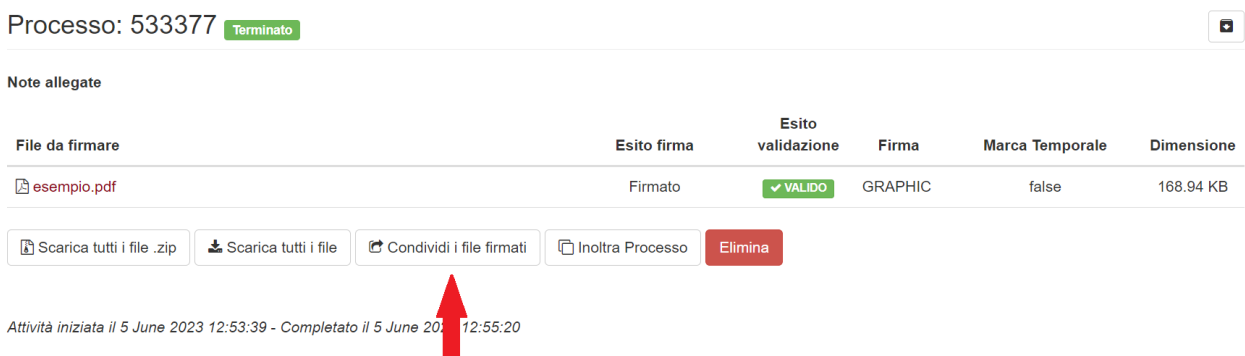 Processo: 533377 Terminato
Note allegate
File da firmare Esito firma Esito validazione Firma Marca Temporale Dimensione
esempio.pdf Firmato VALIDO GRAPHIC false 168.94 KB
Scarica tutti i file .zip Scarica tutti i file Condividi i file firmati Inoltra Processo Elimina
Attività iniziata il 5 June 2023 12:53:39 - Completato il 5 June 12:55:20